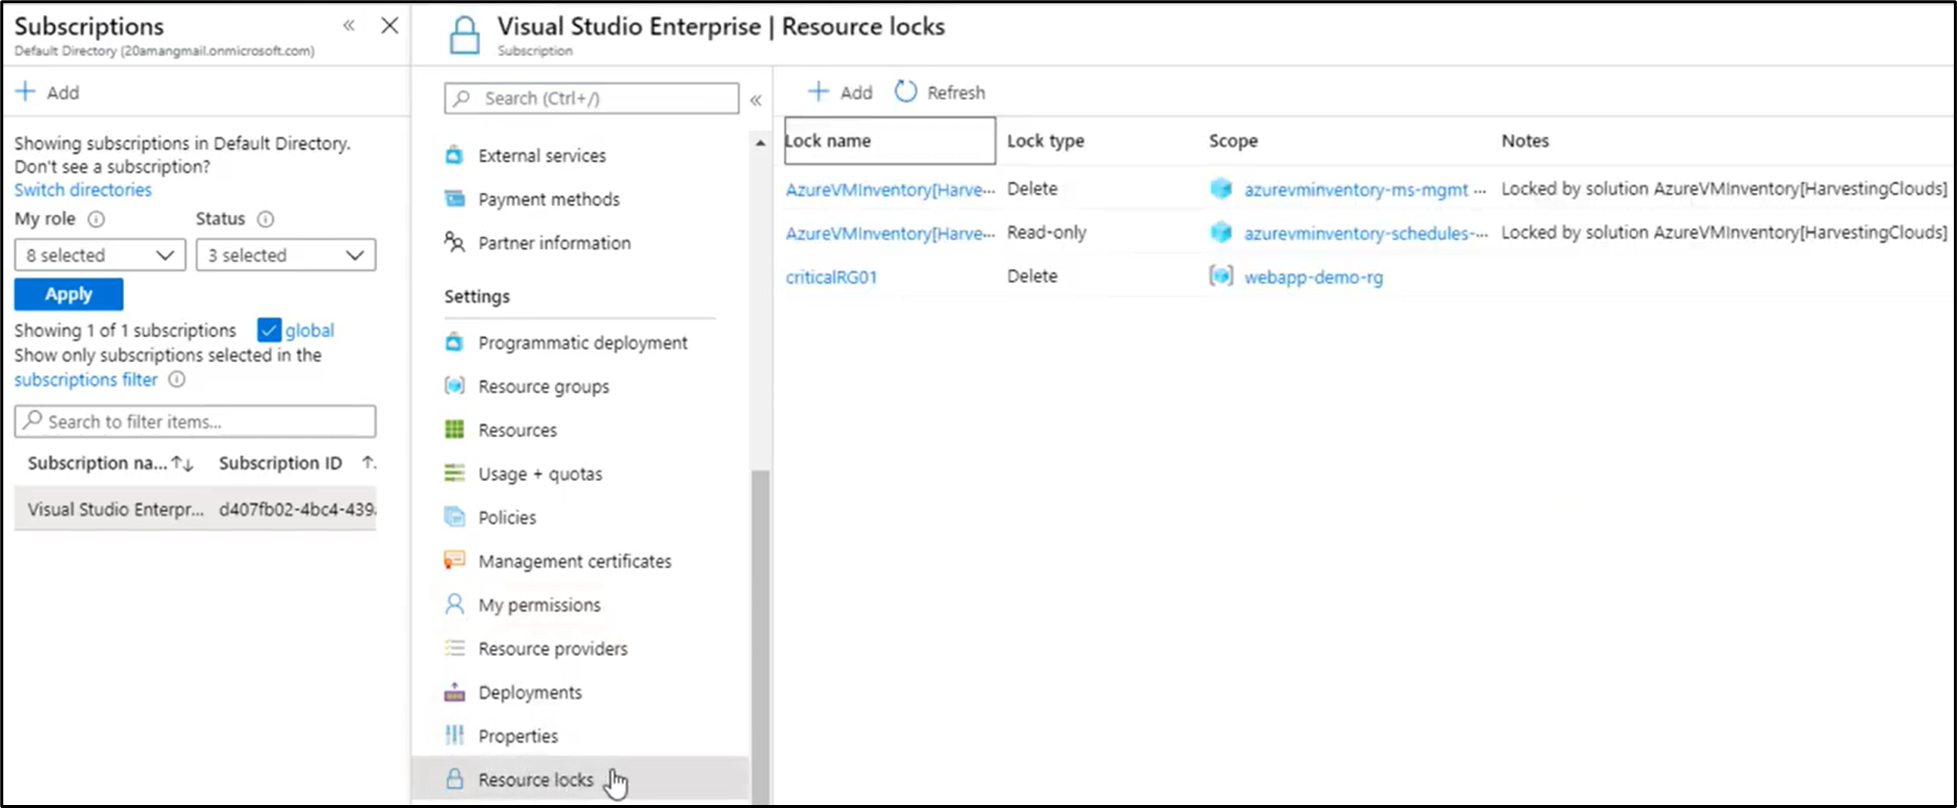 Subscriptions
Default Directory (20amangmail.onmicrosoft.com)
Add
Showing subscriptions in Default Directory.
Don't see a subscription?
Switch directories
My role Status
8 selected 3 selected
Apply
Showing 1 of 1 subscriptions global
Show only subscriptions selected in the
subscriptions filter
Search to filter items...
Subscription na... Subscription ID
Visual Studio Enterpr... d407fb02-4bc4-439
Visual Studio Enterprise | Resource locks
Subscription
Search (Ctrl+/)
External services
Payment methods
Partner information
Settings
Programmatic deployment
Resource groups
Resources
Usage + quotas
Policies
Management certificates
My permissions
Resource providers
Deployments
Properties
Resource locks
Add Refresh
Lock name Lock type Scope Notes
AzureVMInventory[Harve... Delete azurevminventory-ms-mgmt ... Locked by solution AzureVMInventory[HarvestingClouds]
AzureVMInventory[Harve... Read-only azurevminventory-schedules-... Locked by solution AzureVMInventory[HarvestingClouds]
criticalRG01 Delete webapp-demo-rg